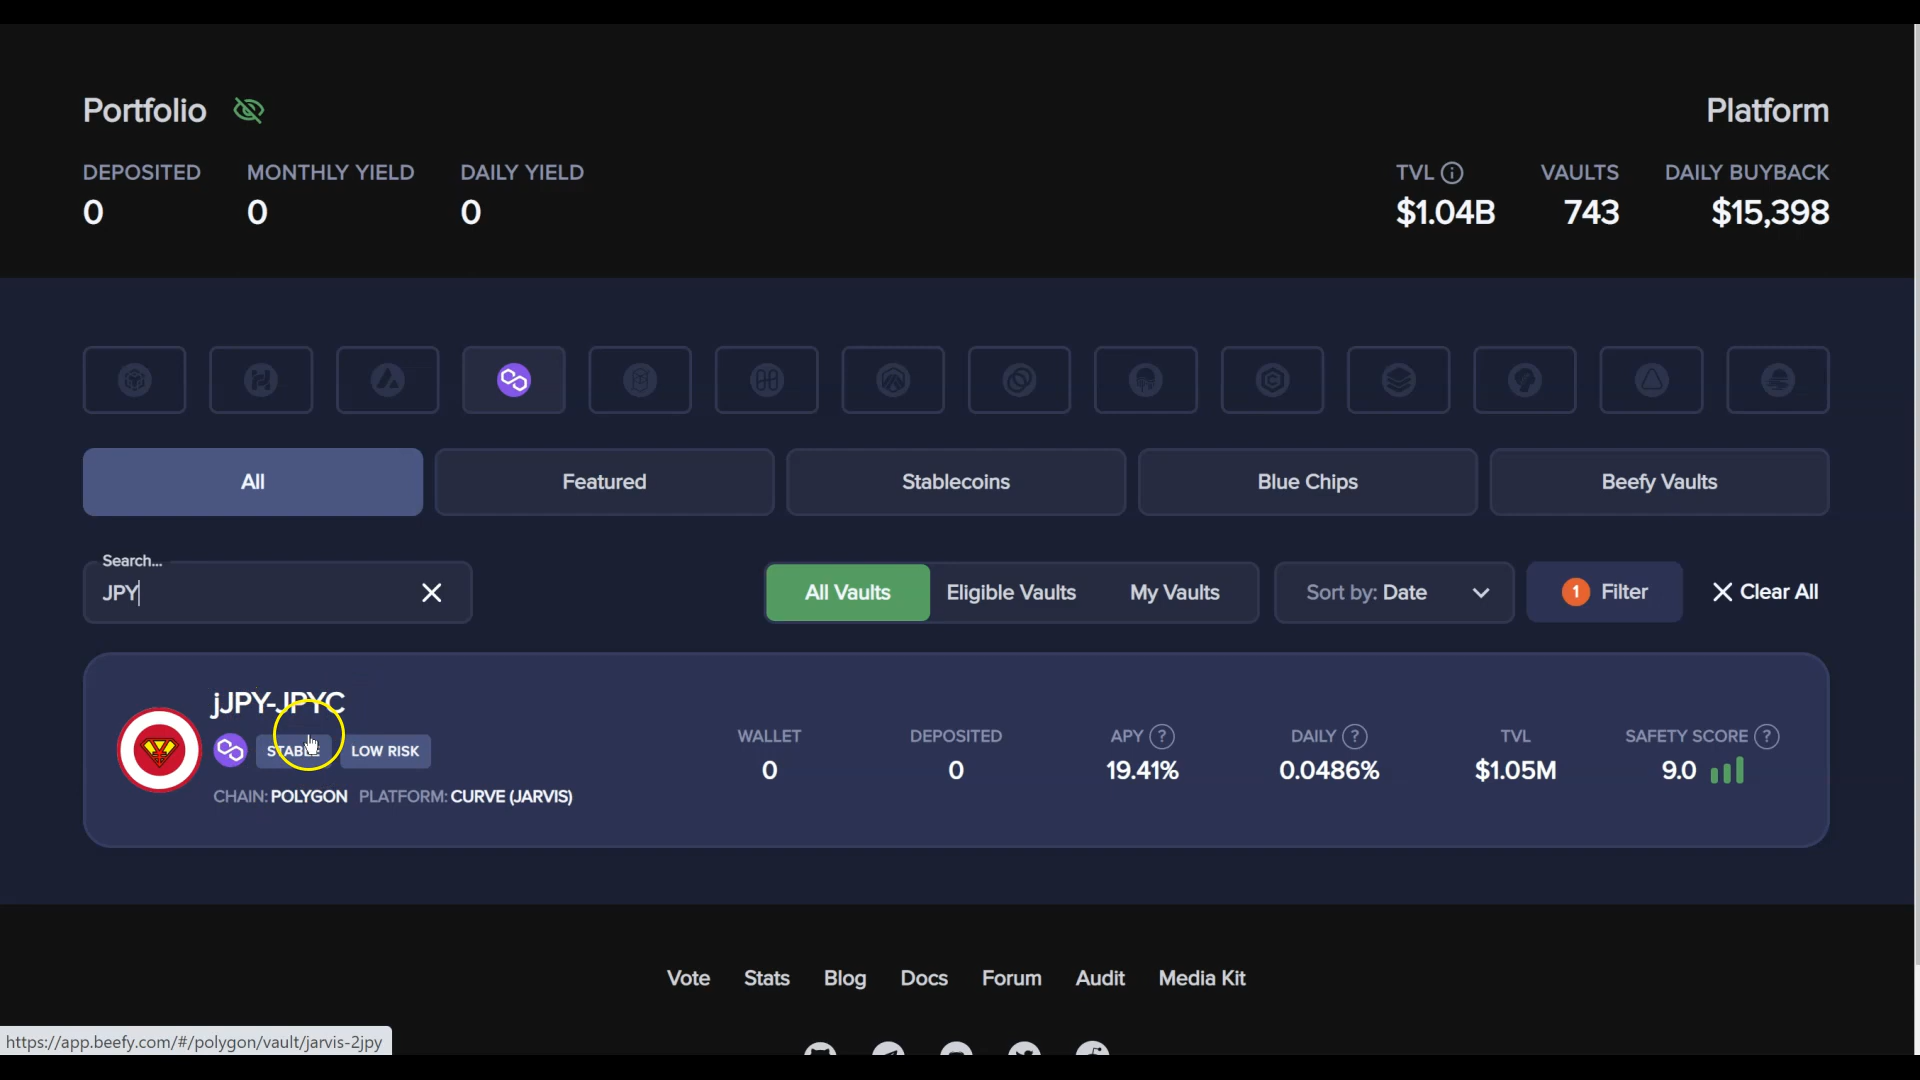 Portfolio
Platform
DEPOSITED MONTHLY YIELD DAILY YIELD
TVL VAULTS DAILY BUYBACK
0 0 0
$1.04B 743 $15,398
All Featured Stablecoins Blue Chips Beefy Vaults
Search...
JPY
All Vaults Eligible Vaults My Vaults Sort by: Date 1 Filter Clear All
jJPY-JPYC
WALLET DEPOSITED APY ? DAILY ? TVL SAFETY SCORE ?
STABLE LOW RISK
0 0 19.41% 0.0486% $1.05M 9.0
CHAIN: POLYGON PLATFORM: CURVE (JARVIS)
Vote Stats Blog Docs Forum Audit Media Kit
https://app.beefy.com/#/polygon/vault/jarvis-2jpy